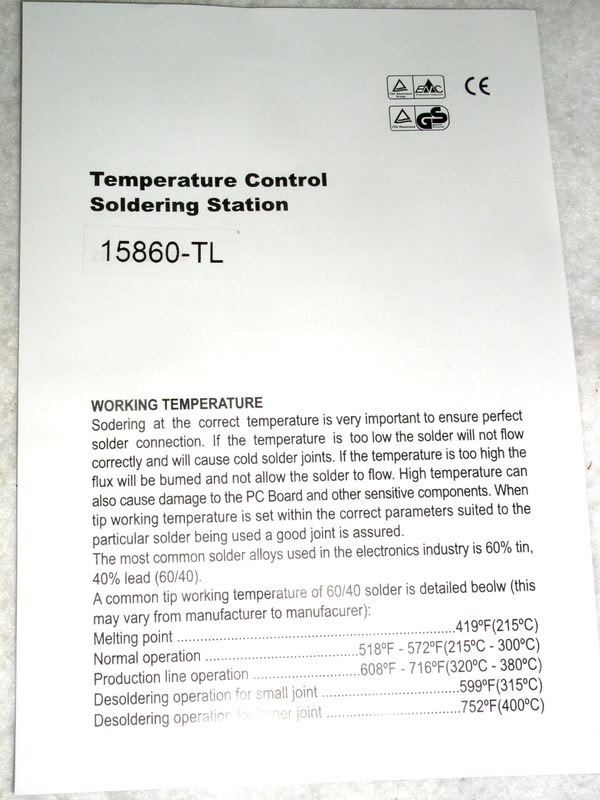 EMC CE
GS
Temperature Control
Soldering Station
15860-TL
WORKING TEMPERATURE
Sodering at the correct temperature is very important to ensure perfect
solder connection. If the temperature is too low the solder will not flow
correctly and will cause cold solder joints. If the temperature is too high the
flux will be bumed and not allow the solder to flow. High temperature can
also cause damage to the PC Board and other sensitive components. When
tip working temperature is set within the correct parameters suited to the
particular solder being used a good joint is assured.
The most common solder alloys used in the electronics industry is 60% tin,
40% lead (60/40).
A common tip working temperature of 60/40 solder is detailed beolw (this
may vary from manufacturer to manufacurer):
Melting point ................................................................419ºF(215ºC)
Normal operation ...................................518ºF - 572ºF(215ºC - 300ºC)
Production line operation .........................608ºF - 716ºF(320ºC - 380ºC)
Desoldering operation for small joint ................................599ºF(315ºC)
Desoldering operation joint ...............................752ºF(400ºC)